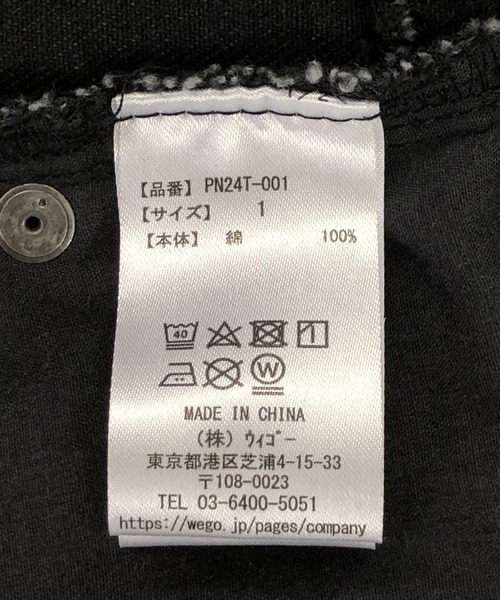 【品番】 PN24T-001
【サイズ】 1
【本体】 綿 100%
40
W
MADE IN CHINA
(株) ｳｨｺﾞｰ
東京都港区芝浦4-15-33
〒108-0023
TEL 03-6400-5051
https://wego.jp/pages/company